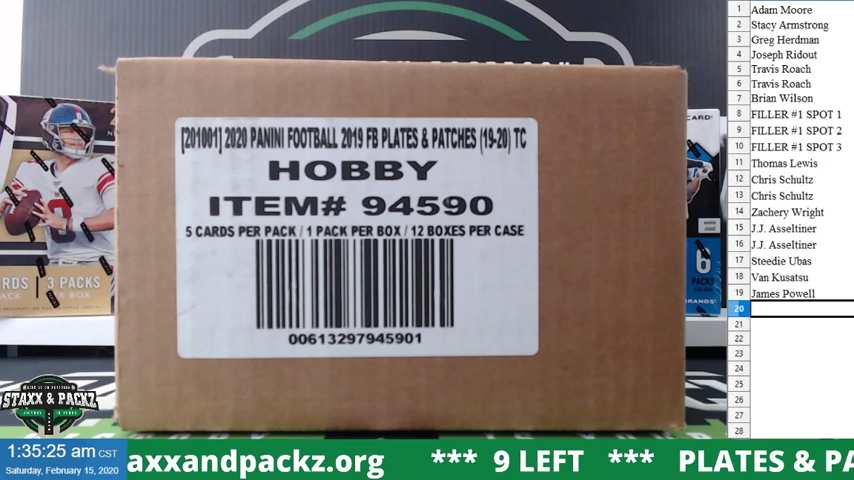 [201001] 2020 PANINI FOOTBALL 2019 FB PLATES & PATCHES (19-20) TC
HOBBY
ITEM# 94590
5 CARDS PER PACK / 1 PACK PER BOX / 12 BOXES PER CASE
00613297945901
RDS | 3 PACKS
ACK
ER BOX
CARD!
6
PACKS
RANDS
1 Adam Moore
2 Stacy Armstrong
3 Greg Herdman
4 Joseph Ridout
5 Travis Roach
6 Travis Roach
7 Brian Wilson
8 FILLER #1 SPOT 1
9 FILLER #1 SPOT 2
10 FILLER #1 SPOT 3
11 Thomas Lewis
12 Chris Schultz
13 Chris Schultz
14 Zachery Wright
15 J.J. Asseltiner
16 J.J. Asseltiner
17 Steedie Ubas
18 Van Kusatsu
19 James Powell
20
21
22
23
24
25
26
27
28
STAXX & PACKZ
1:35:25 am CST
Saturday, February 15, 2020
axxandpackz.org *** 9 LEFT *** PLATES & PA